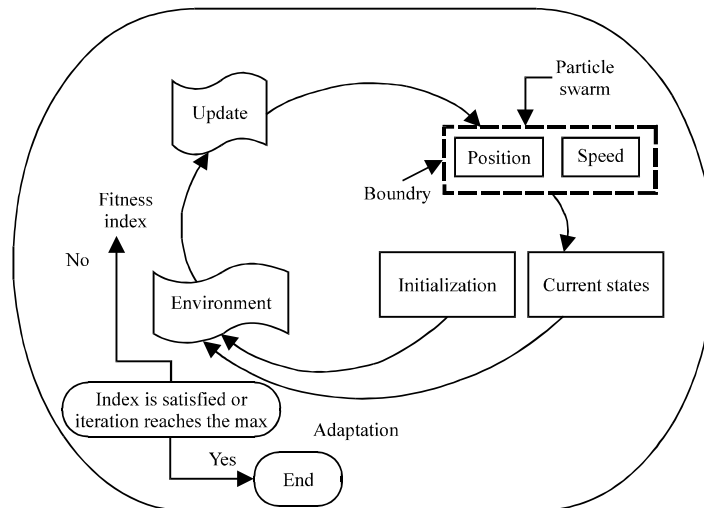 Particle
swarm
Update
Position
Speed
Boundry
Fitness
index
No
Environment
Initialization
Current states
Index is satisfied or
iteration reaches the max
Adaptation
Yes
End